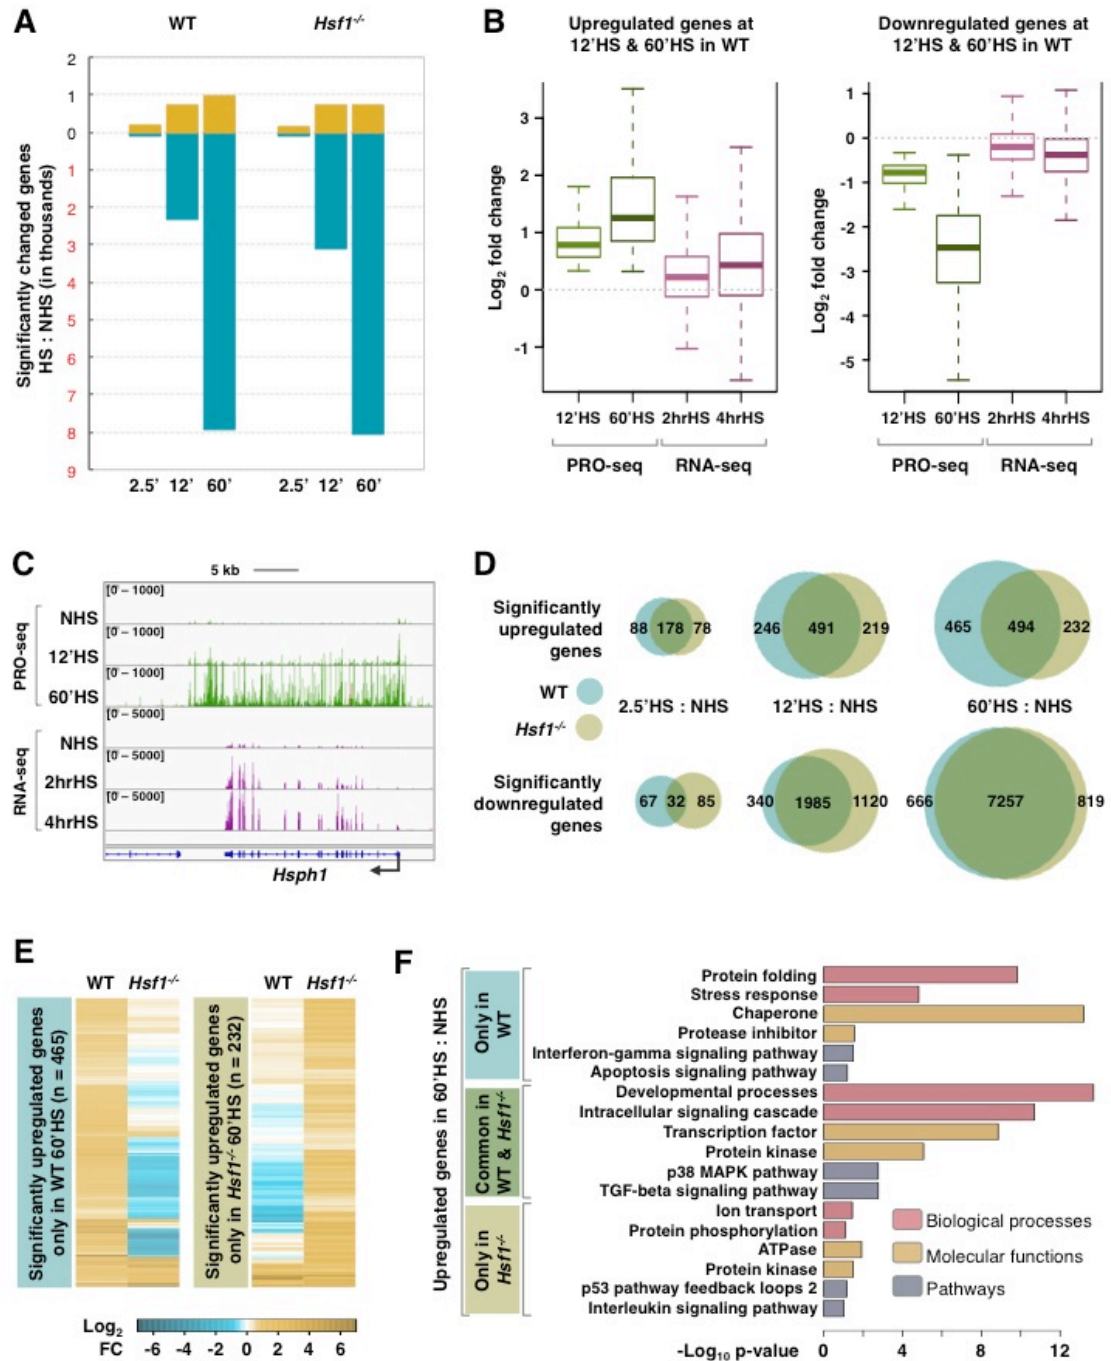 A
WT
Hsf1-/-
Significantly changed genes
HS : NHS (in thousands)
2
1
0
1
2
3
4
5
6
7
8
9
2.5’ 12’ 60’
2.5’ 12’ 60’
B
Upregulated genes at
12’HS & 60’HS in WT
Log2 fold change
3
2
1
0
-1
12’HS 60’HS 2hrHS 4hrHS
PRO-seq RNA-seq
Downregulated genes at
12’HS & 60’HS in WT
Log2 fold change
1
0
-1
-2
-3
-4
-5
12’HS 60’HS 2hrHS 4hrHS
PRO-seq RNA-seq
C
5 kb
PRO-seq
[0 – 1000]
NHS
[0 – 1000]
12’HS
[0 – 1000]
60’HS
RNA-seq
[0 – 5000]
NHS
[0 – 5000]
2hrHS
[0 – 5000]
4hrHS
Hsph1
D
Significantly
upregulated
genes
88 178 78
246 491 219
465 494 232
WT
Hsf1-/-
2.5’HS : NHS
12’HS : NHS
60’HS : NHS
Significantly
downregulated
genes
67 32 85
340 1985 1120
666 7257 819
E
WT Hsf1-/-
Significantly upregulated genes
only in WT 60’HS (n = 465)
WT Hsf1-/-
Significantly upregulated genes
only in Hsf1-/- 60’HS (n = 232)
Log2
FC
-6 -4 -2 0 2 4 6
F
Upregulated genes in 60’HS : NHS
Only in
WT
Common in
WT & Hsf1-/-
Only in
Hsf1-/-
Protein folding
Stress response
Chaperone
Protease inhibitor
Interferon-gamma signaling pathway
Apoptosis signaling pathway
Developmental processes
Intracellular signaling cascade
Transcription factor
Protein kinase
p38 MAPK pathway
TGF-beta signaling pathway
Ion transport
Protein phosphorylation
ATPase
Protein kinase
p53 pathway feedback loops 2
Interleukin signaling pathway
Biological processes
Molecular functions
Pathways
-Log10 p-value
0 4 8 12